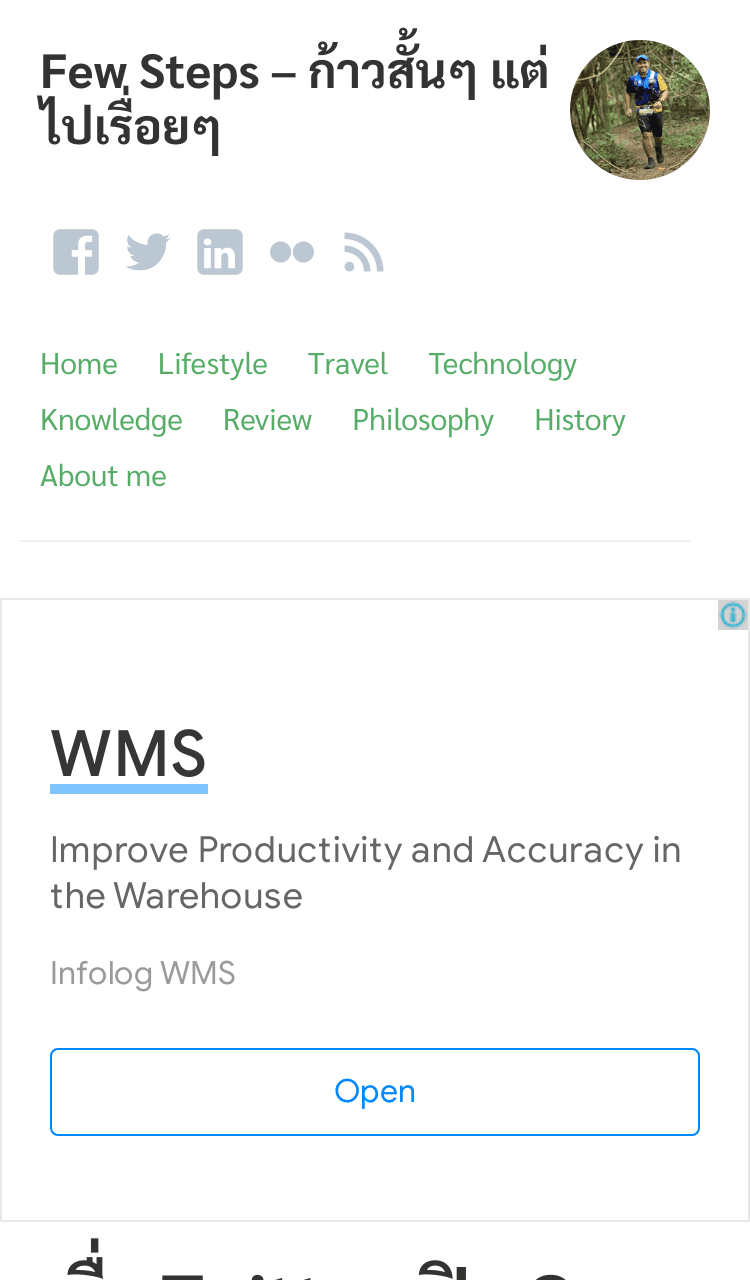 Few Steps – ก้าวสั้นๆ แต่
ไปเรื่อยๆ
Home Lifestyle Travel Technology
Knowledge Review Philosophy History
About me
WMS
Improve Productivity and Accuracy in
the Warehouse
Infolog WMS
Open